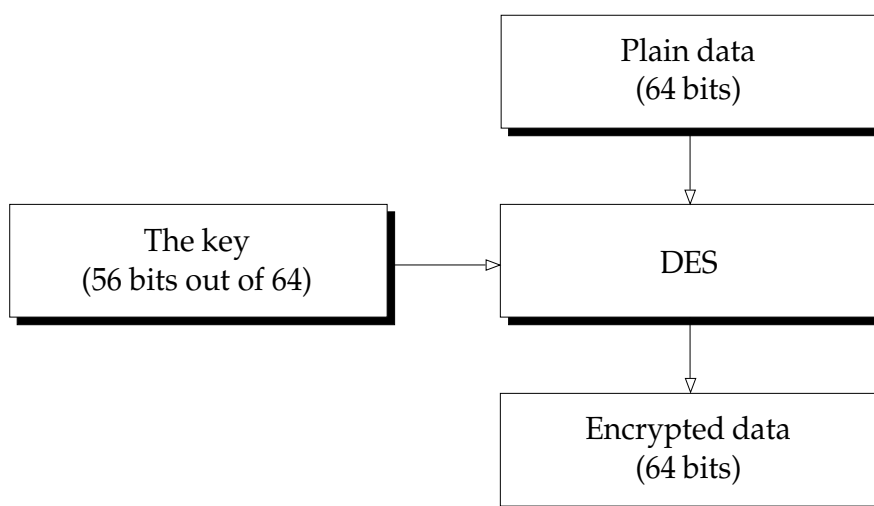 Plain data
(64 bits)
The key
(56 bits out of 64)
DES
Encrypted data
(64 bits)